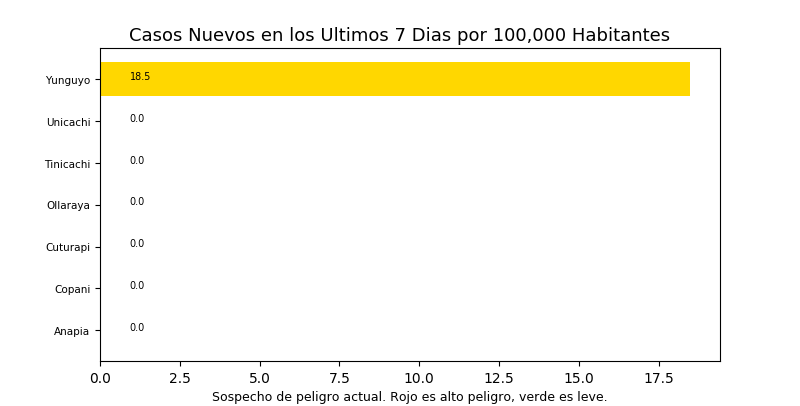 Casos Nuevos en los Ultimos 7 Dias por 100,000 Habitantes
Yunguyo 18.5
Unicachi 0.0
Tinicachi 0.0
Ollaraya 0.0
Cuturapi 0.0
Copani 0.0
Anapia 0.0
0.0 2.5 5.0 7.5 10.0 12.5 15.0 17.5
Sospecho de peligro actual. Rojo es alto peligro, verde es leve.